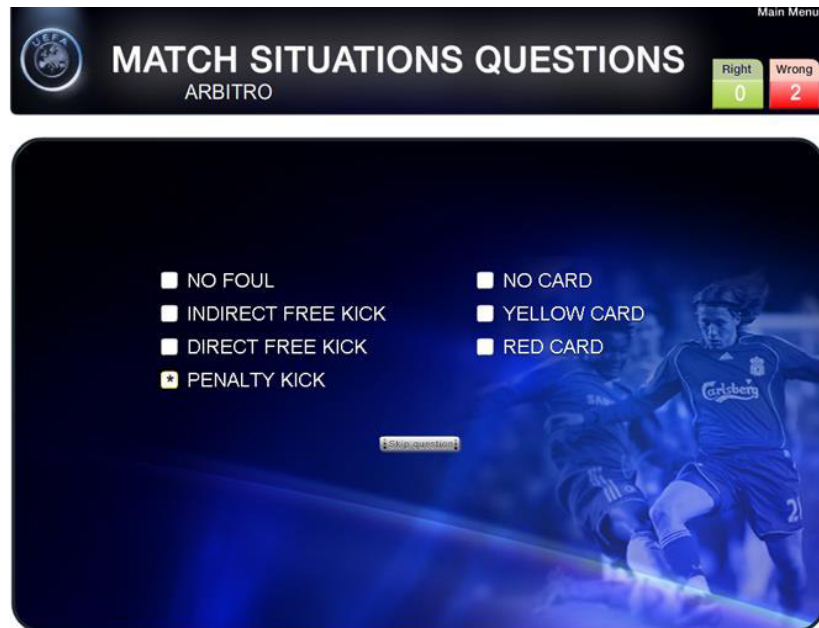 Main Menu
UEFA
MATCH SITUATIONS QUESTIONS
ARBITRO
Right
0
Wrong
2
NO FOUL
INDIRECT FREE KICK
DIRECT FREE KICK
* PENALTY KICK
NO CARD
YELLOW CARD
RED CARD
Skip question
Carlsberg